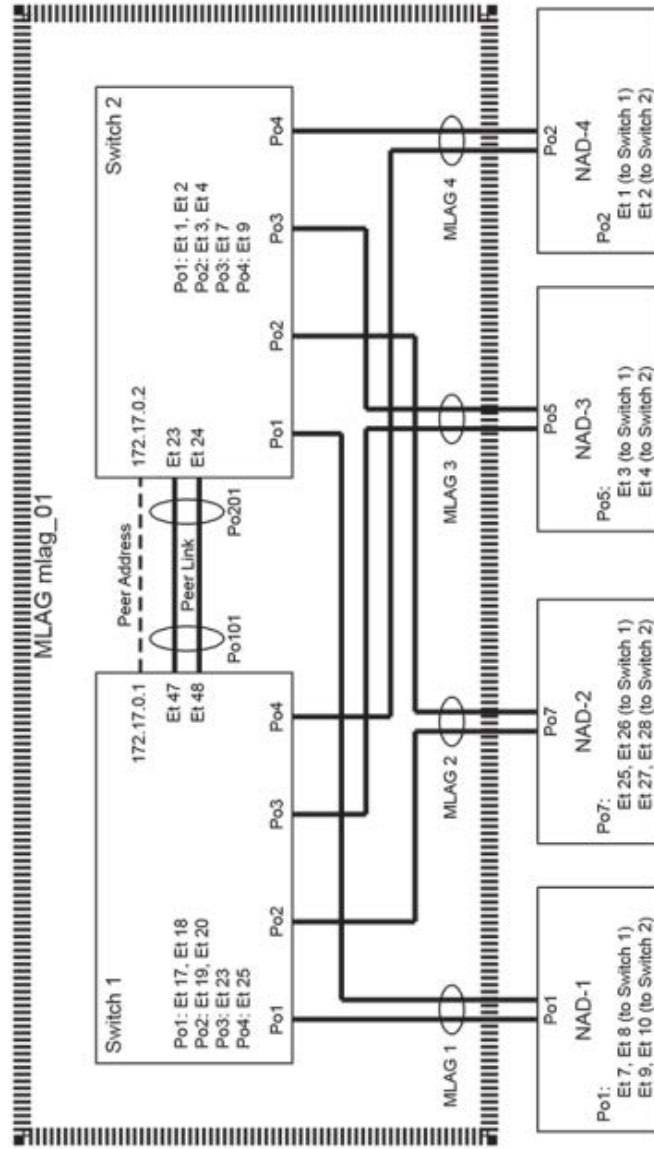 MLAG mlag_01
Switch 1
172.17.0.1
Et 47
Et 48
Po1: Et 17, Et 18
Po2: Et 19, Et 20
Po3: Et 23
Po4: Et 25
Po1
Po2
Po3
Po4
Peer Address
Peer Link
Po101
Po201
Switch 2
172.17.0.2
Et 23
Et 24
Po1: Et 1, Et 2
Po2: Et 3, Et 4
Po3: Et 7
Po4: Et 9
Po1
Po2
Po3
Po4
MLAG 1
MLAG 2
MLAG 3
MLAG 4
Po1
NAD-1
Po1:
Et 7, Et 8 (to Switch 1)
Et 9, Et 10 (to Switch 2)
Po7
NAD-2
Po7:
Et 25, Et 26 (to Switch 1)
Et 27, Et 28 (to Switch 2)
Po5
NAD-3
Po5:
Et 3 (to Switch 1)
Et 4 (to Switch 2)
Po2
NAD-4
Po2
Et 1 (to Switch 1)
Et 2 (to Switch 2)